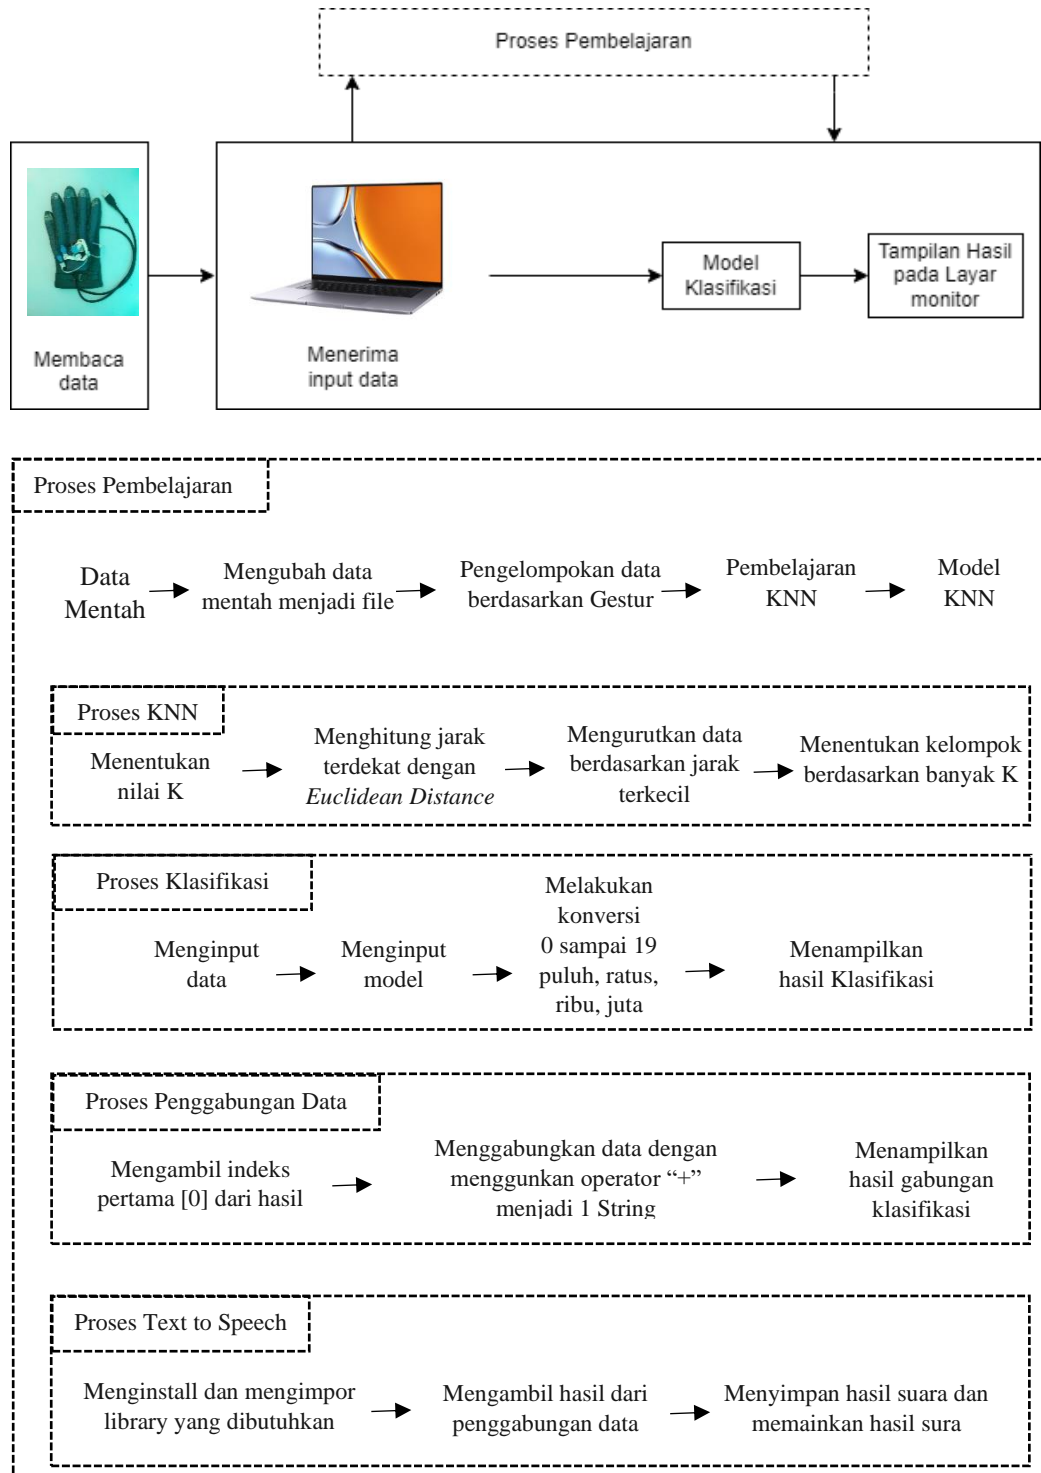 Proses Pembelajaran
Membaca
data
Menerima
input data
Model
Klasifikasi
Tampilan Hasil
pada Layar
monitor
Proses Pembelajaran
Data
Mentah
Mengubah data
mentah menjadi file
Pengelompokan data
berdasarkan Gestur
Pembelajaran
KNN
Model
KNN
Proses KNN
Menentukan
nilai K
Menghitung jarak
terdekat dengan
Euclidean Distance
Mengurutkan data
berdasarkan jarak
terkecil
Menentukan kelompok
berdasarkan banyak K
Proses Klasifikasi
Menginput
data
Menginput
model
Melakukan
konversi
0 sampai 19
puluh, ratus,
ribu, juta
Menampilkan
hasil Klasifikasi
Proses Penggabungan Data
Mengambil indeks
pertama [0] dari hasil
Menggabungkan data dengan
menggunkan operator “+”
menjadi 1 String
Menampilkan
hasil gabungan
klasifikasi
Proses Text to Speech
Menginstall dan mengimpor
library yang dibutuhkan
Mengambil hasil dari
penggabungan data
Menyimpan hasil suara dan
memainkan hasil sura